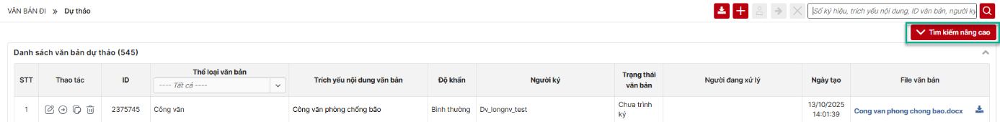 VĂN BẢN ĐI » Dự thảo
Số ký hiệu, trích yếu nội dung, ID văn bản, người ký
Tìm kiếm nâng cao
Danh sách văn bản dự thảo (545)
STT Thao tác ID Thể loại văn bản Trích yếu nội dung văn bản Độ khẩn Người ký Trạng thái văn bản Người đang xử lý Ngày tạo File văn bản
---- Tất cả ----
1 2375745 Công văn Công văn phòng chống bão Bình thường Dv_longnv_test Chưa trình ký 13/10/2025 14:01:39 Cong van phong chong bao.docx